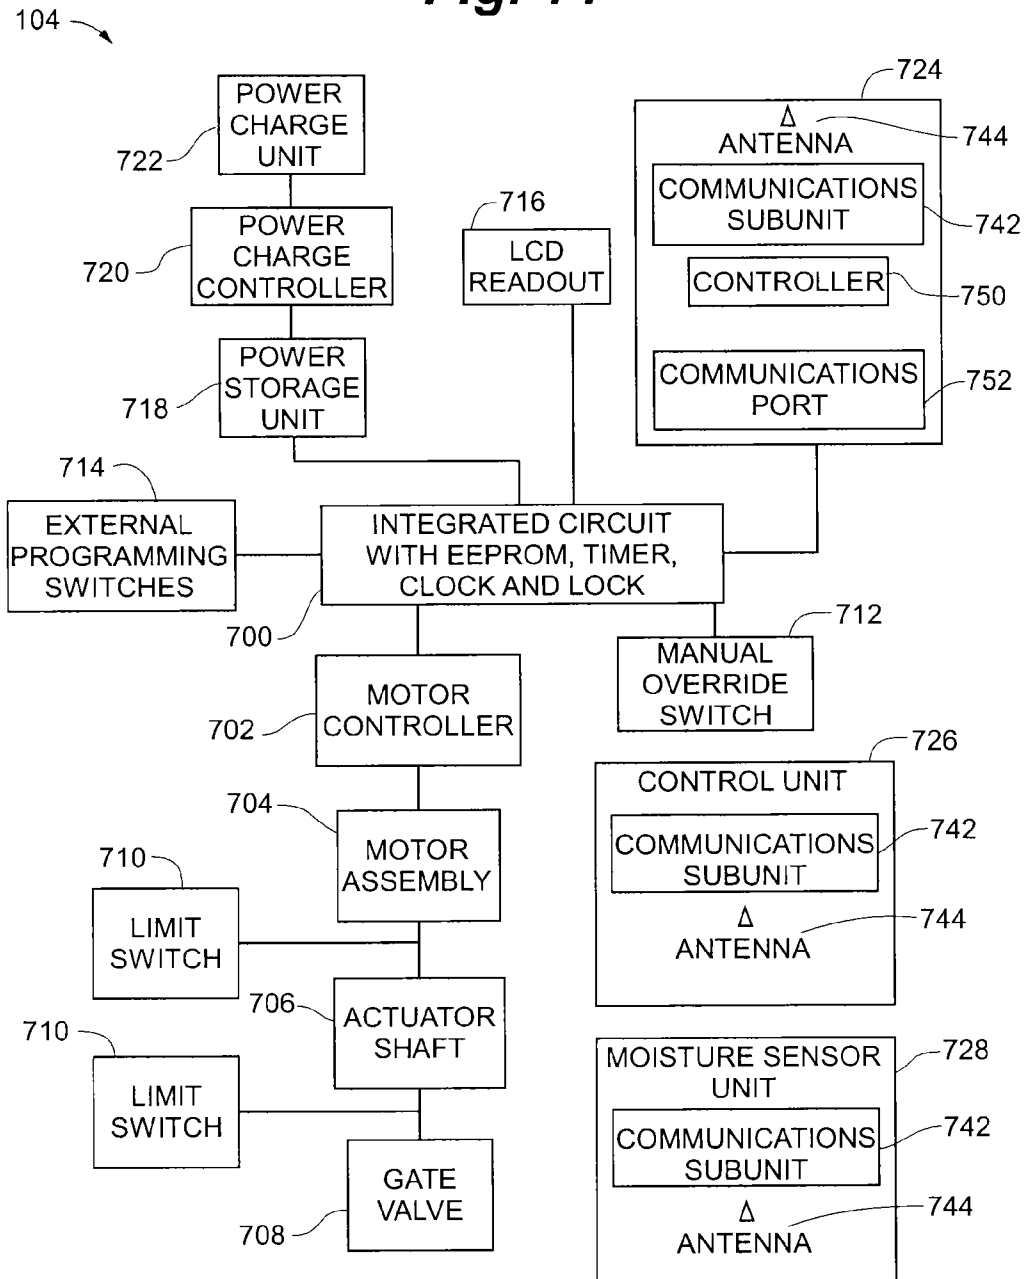 104
POWER
CHARGE
UNIT
722
POWER
CHARGE
CONTROLLER
720
POWER
STORAGE
UNIT
718
716
LCD
READOUT
724
ANTENNA
744
COMMUNICATIONS
SUBUNIT
742
CONTROLLER
750
COMMUNICATIONS
PORT
752
714
EXTERNAL
PROGRAMMING
SWITCHES
INTEGRATED CIRCUIT
WITH EEPROM, TIMER,
CLOCK AND LOCK
700
712
MANUAL
OVERRIDE
SWITCH
MOTOR
CONTROLLER
702
704
MOTOR
ASSEMBLY
710
LIMIT
SWITCH
706
ACTUATOR
SHAFT
710
LIMIT
SWITCH
GATE
VALVE
708
726
CONTROL UNIT
COMMUNICATIONS
SUBUNIT
742
ANTENNA
744
MOISTURE SENSOR
UNIT
728
COMMUNICATIONS
SUBUNIT
742
ANTENNA
744